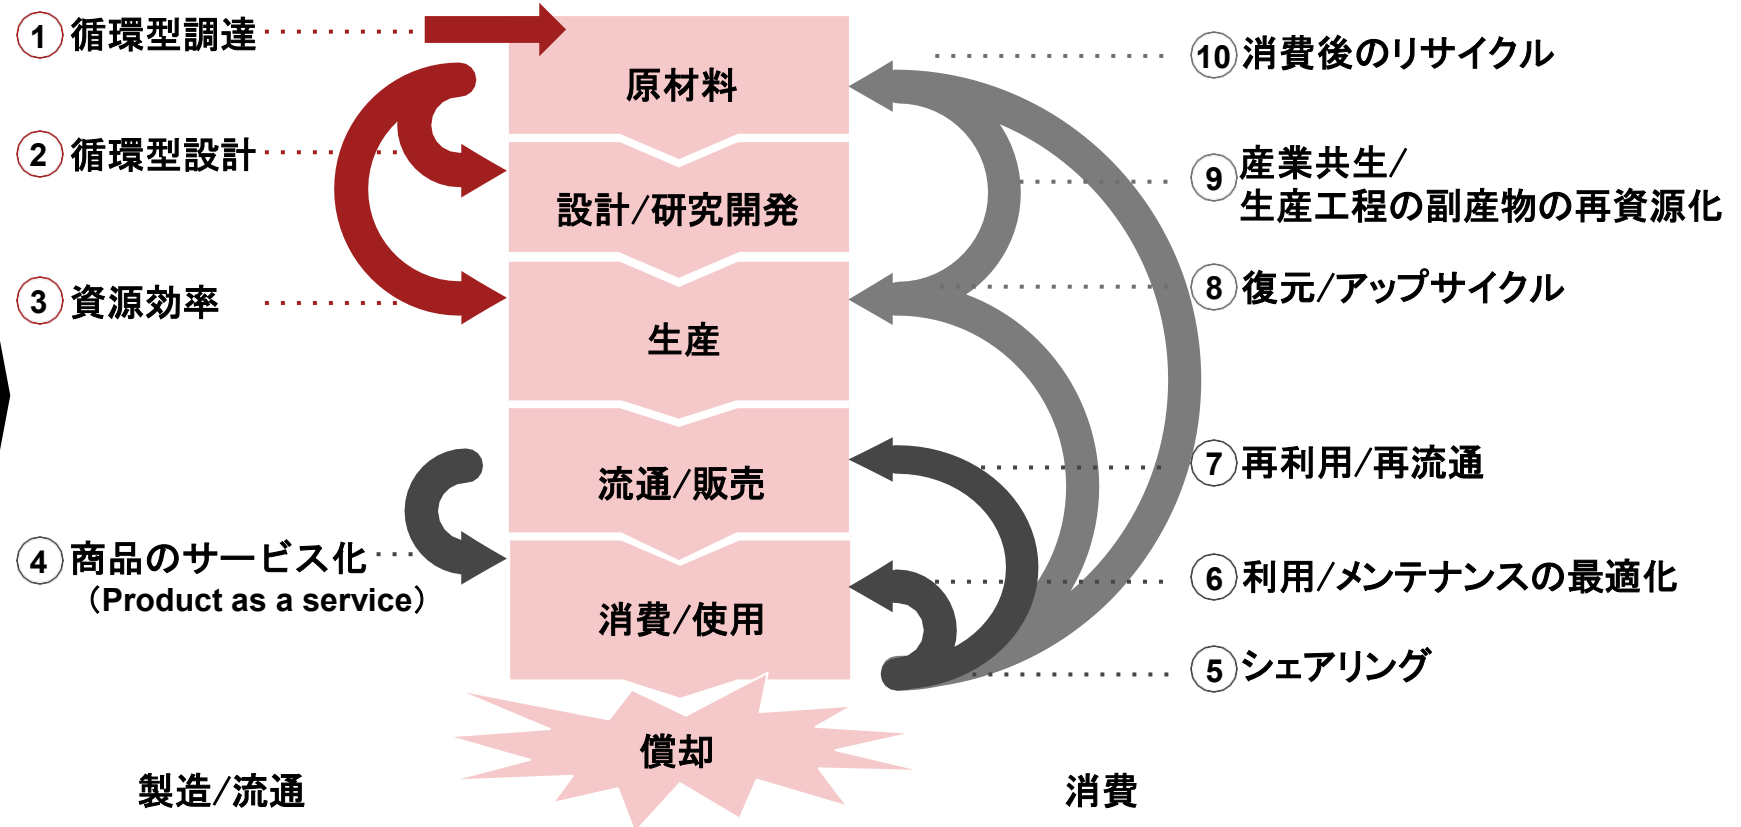 ① 循環型調達
② 循環型設計
③ 資源効率
④ 商品のサービス化
（Product as a service）
製造/流通
原材料
設計/研究開発
生産
流通/販売
消費/使用
償却
⑩ 消費後のリサイクル
⑨ 産業共生/
生産工程の副産物の再資源化
⑧ 復元/アップサイクル
⑦ 再利用/再流通
⑥ 利用/メンテナンスの最適化
⑤ シェアリング
消費